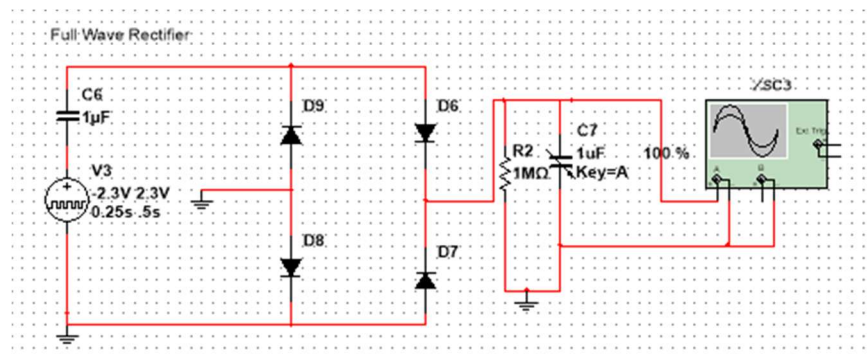 Full Wave Rectifier
C6
1µF
V3
-2.3V 2.3V
0.25s .5s
D9
D6
D8
D7
R2
1MΩ
C7
1uF
Key=A
100 %
XSC3
Ext Trig
A
B